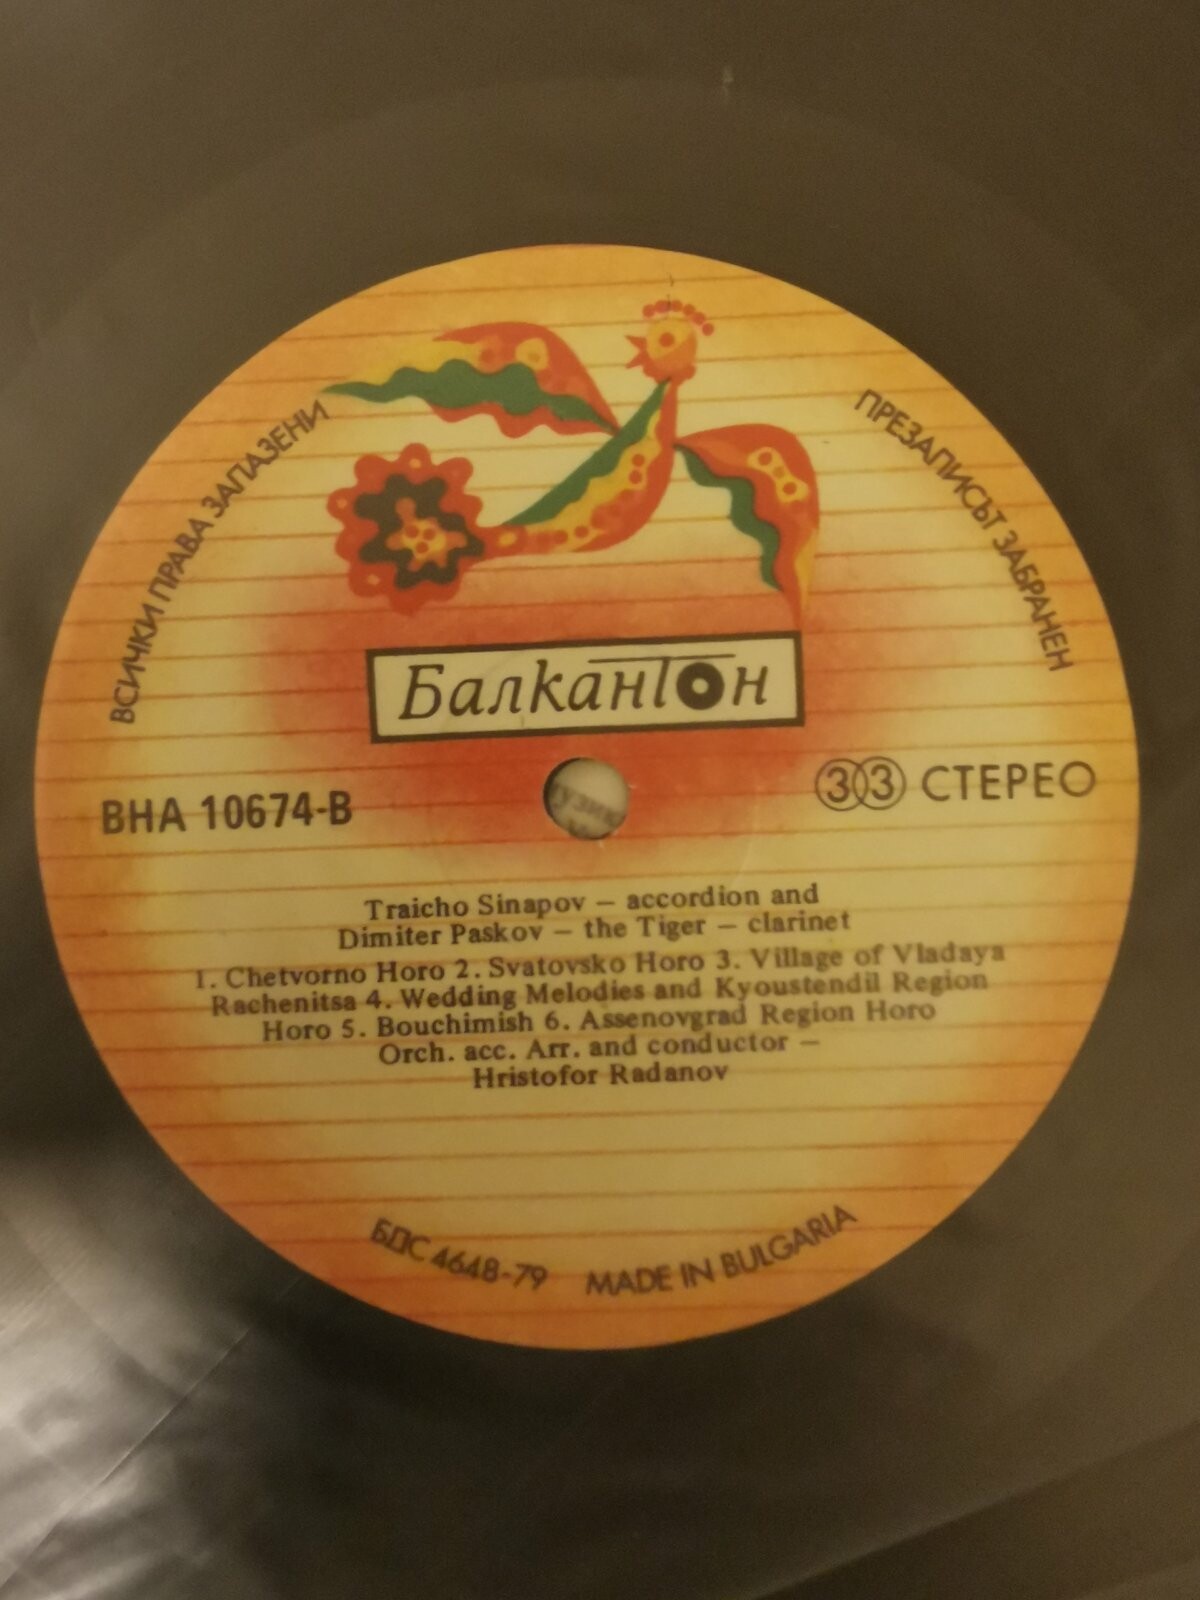 ВСИЧКИ ПРАВА ЗАПАЗЕНИ
ПРЕЗАПИСЪТ ЗАБРАНЕН
Балкантон
ВНА 10674-В
33 СТЕРЕО
Traicho Sinapov – accordion and
Dimiter Paskov – the Tiger – clarinet
1. Chetvorno Horo 2. Svatovsko Horo 3. Village of Vladaya
Rachenitsa 4. Wedding Melodies and Kyoustendil Region
Horo 5. Bouchimish 6. Assenovgrad Region Horo
Orch. acc. Arr. and conductor –
Hristofor Radanov
БДС 4648-79 MADE IN BULGARIA